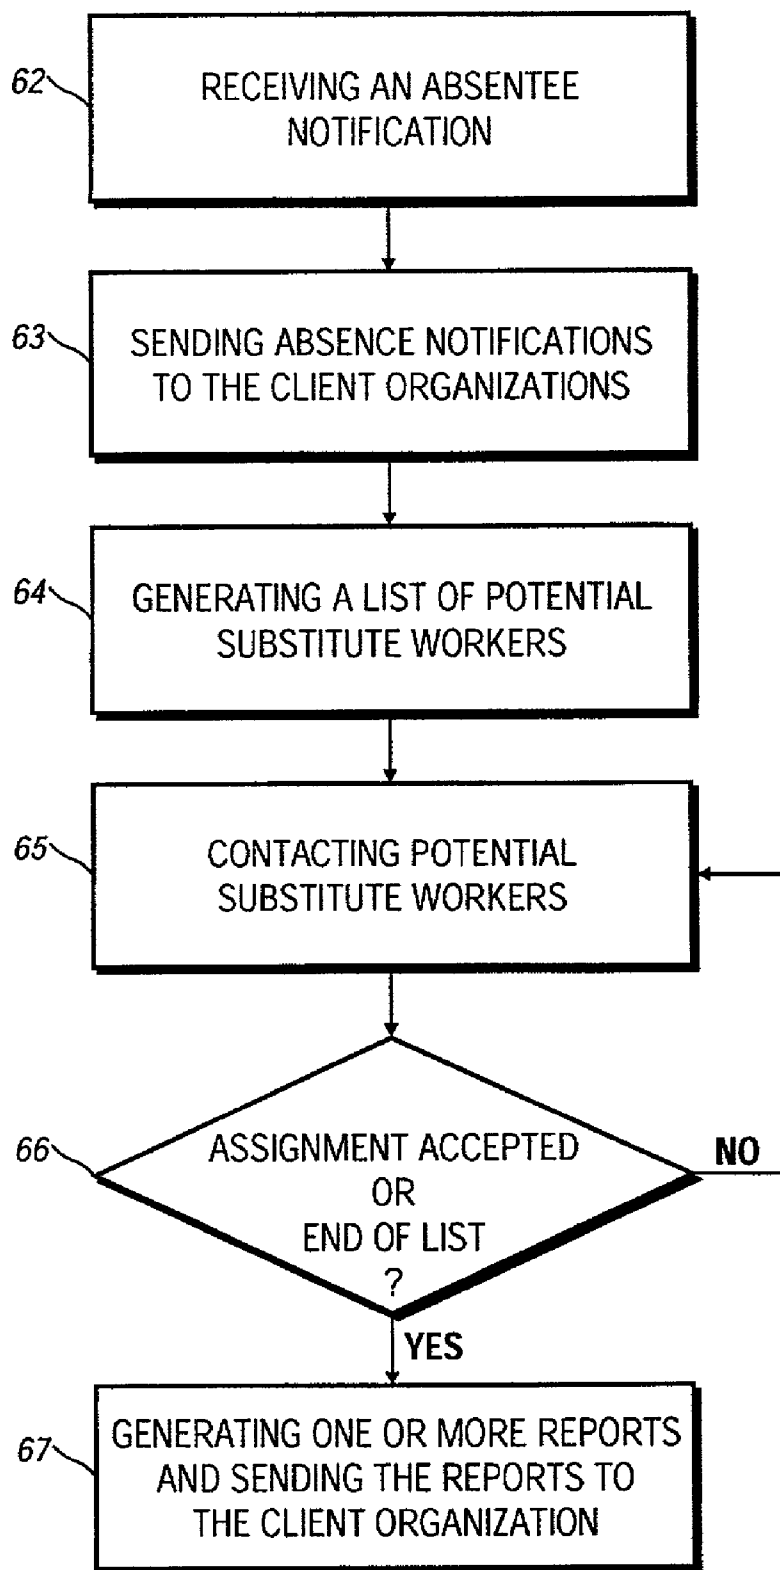 62
RECEIVING AN ABSENTEE
NOTIFICATION
63
SENDING ABSENCE NOTIFICATIONS
TO THE CLIENT ORGANIZATIONS
64
GENERATING A LIST OF POTENTIAL
SUBSTITUTE WORKERS
65
CONTACTING POTENTIAL
SUBSTITUTE WORKERS
66
ASSIGNMENT ACCEPTED
OR
END OF LIST
?
NO
YES
67
GENERATING ONE OR MORE REPORTS
AND SENDING THE REPORTS TO
THE CLIENT ORGANIZATION